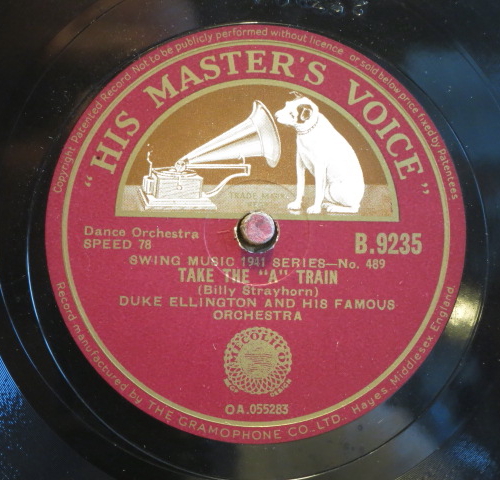 Copyright Patented Record. Not to be publicly performed without licence. or sold below price fixed by Patentees
"HIS MASTER'S VOICE"
TRADE MARK
Dance Orchestra
SPEED 78
B.9235
SWING MUSIC 1941 SERIES—No. 489
TAKE THE "A" TRAIN
(Billy Strayhorn)
DUKE ELLINGTON AND HIS FAMOUS
ORCHESTRA
MECOLICO
OA.055283
Record manufactured by THE GRAMOPHONE CO. LTD. Hayes, Middlesex, England.